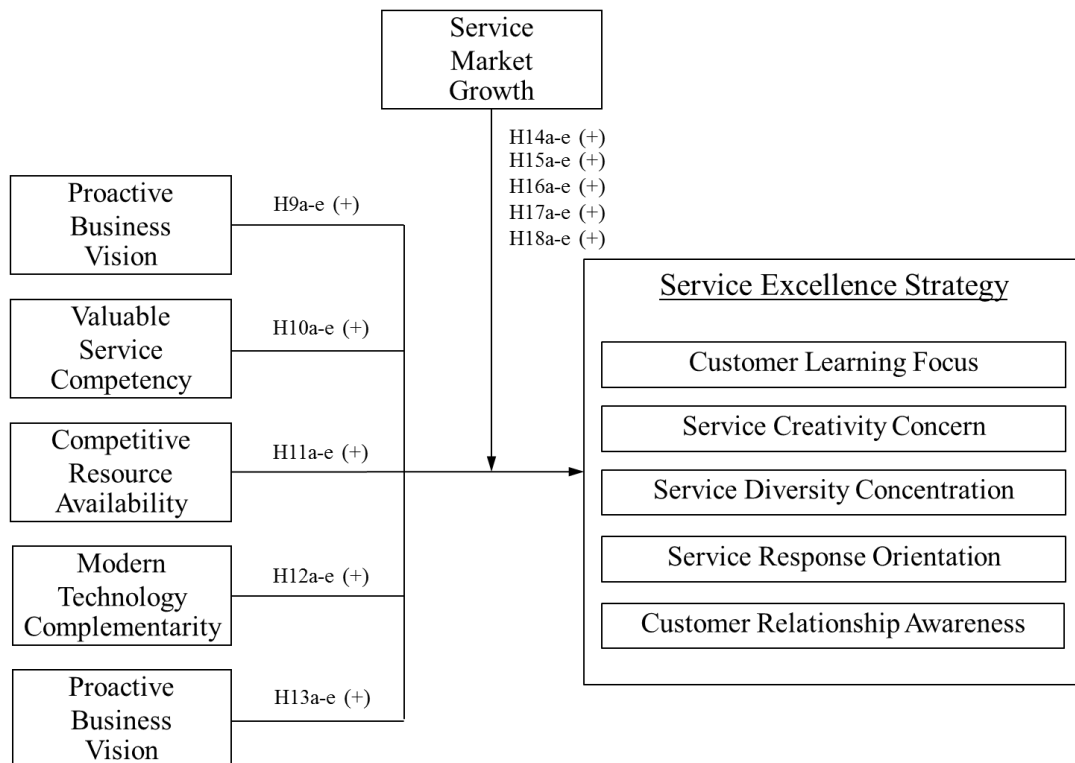 Service
Market
Growth
H14a-e (+)
H15a-e (+)
H16a-e (+)
H17a-e (+)
H18a-e (+)
Proactive
Business
Vision
H9a-e (+)
Valuable
Service
Competency
H10a-e (+)
Competitive
Resource
Availability
H11a-e (+)
Modern
Technology
Complementarity
H12a-e (+)
Proactive
Business
Vision
H13a-e (+)
Service Excellence Strategy
Customer Learning Focus
Service Creativity Concern
Service Diversity Concentration
Service Response Orientation
Customer Relationship Awareness